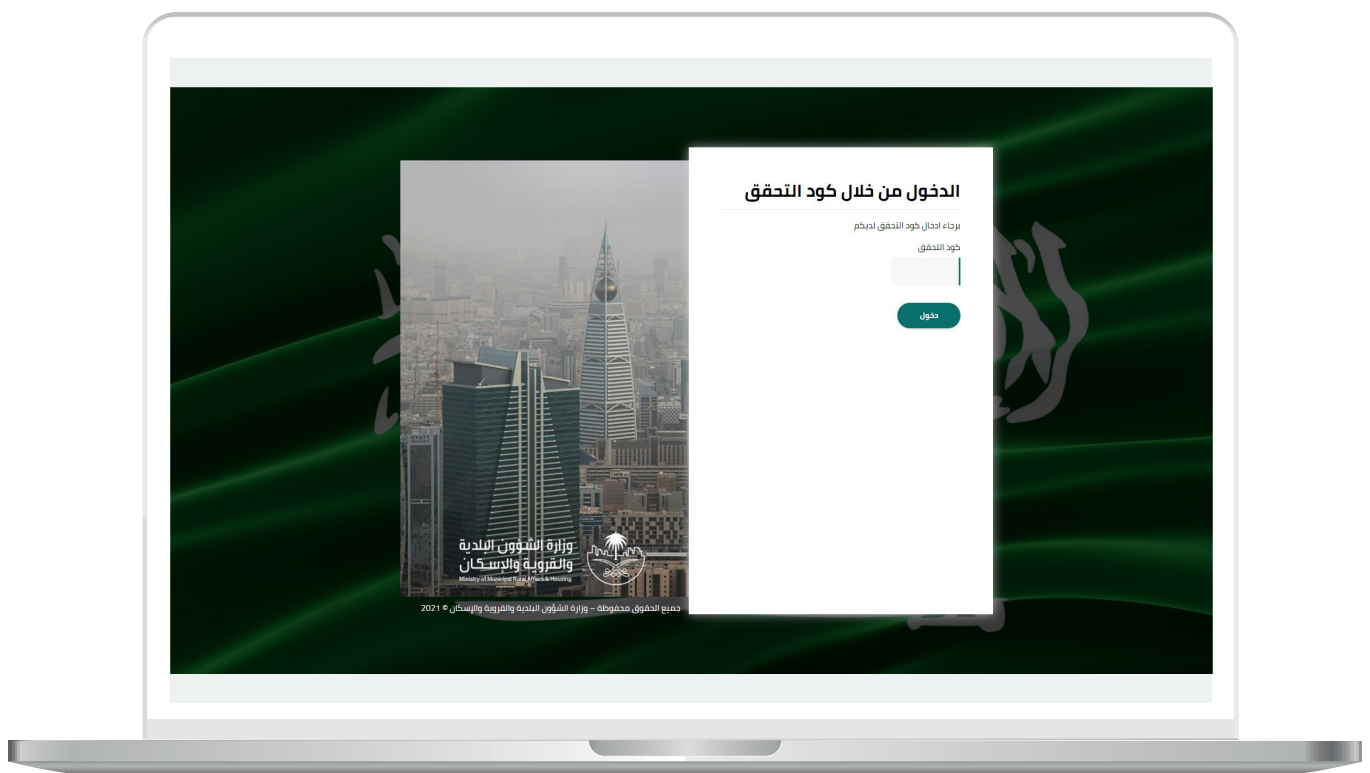 الدخول من خلال كود التحقق
برجاء ادخال كود التحقق لديكم
كود التحقق
دخول
وزارة الشؤون البلدية
والقروية والإسكان
Ministry of Municipal Rural Affairs & Housing
جميع الحقوق محفوظة – وزارة الشؤون البلدية والقروية والإسكان © 2021